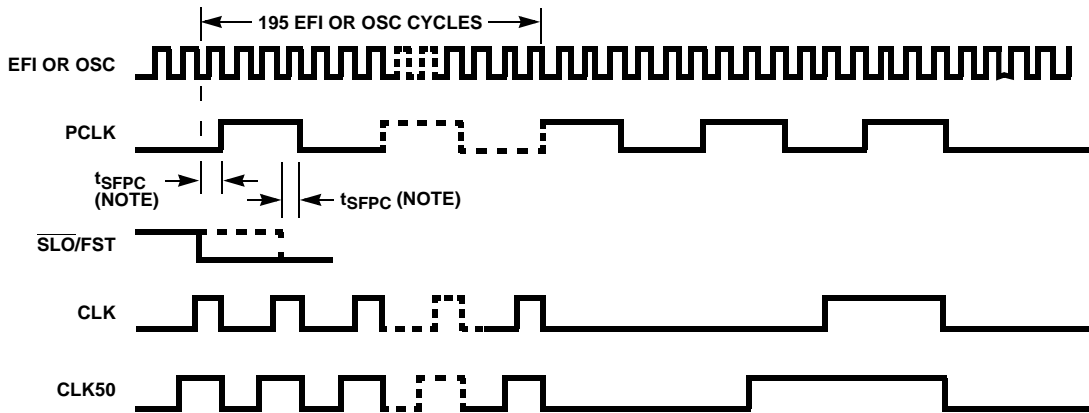 195 EFI OR OSC CYCLES
EFI OR OSC
PCLK
tSFPC
(NOTE)
tSFPC (NOTE)
SLO/FST
CLK
CLK50